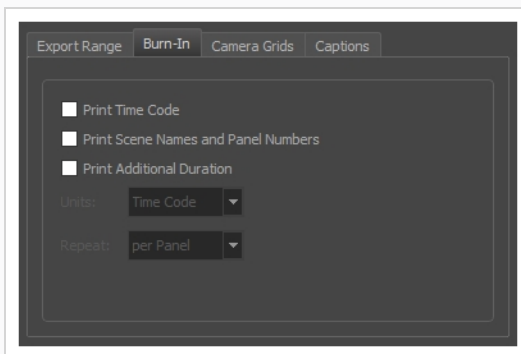 Export Range Burn-In Camera Grids Captions
Print Time Code
Print Scene Names and Panel Numbers
Print Additional Duration
Units: Time Code
Repeat: per Panel